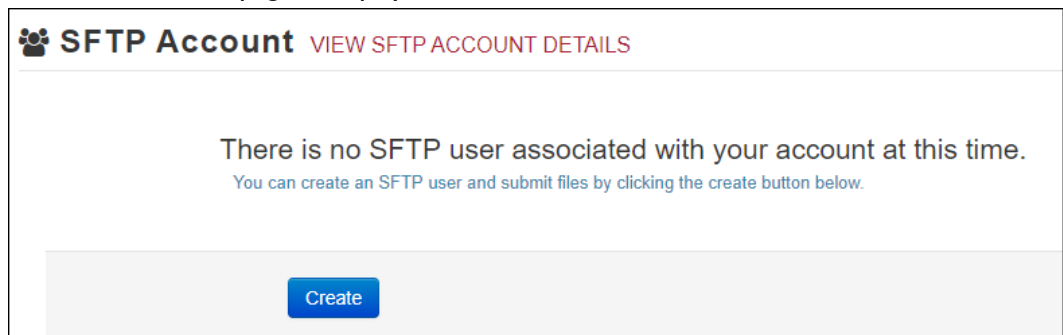 SFTP Account VIEW SFTP ACCOUNT DETAILS
There is no SFTP user associated with your account at this time.
You can create an SFTP user and submit files by clicking the create button below.
Create